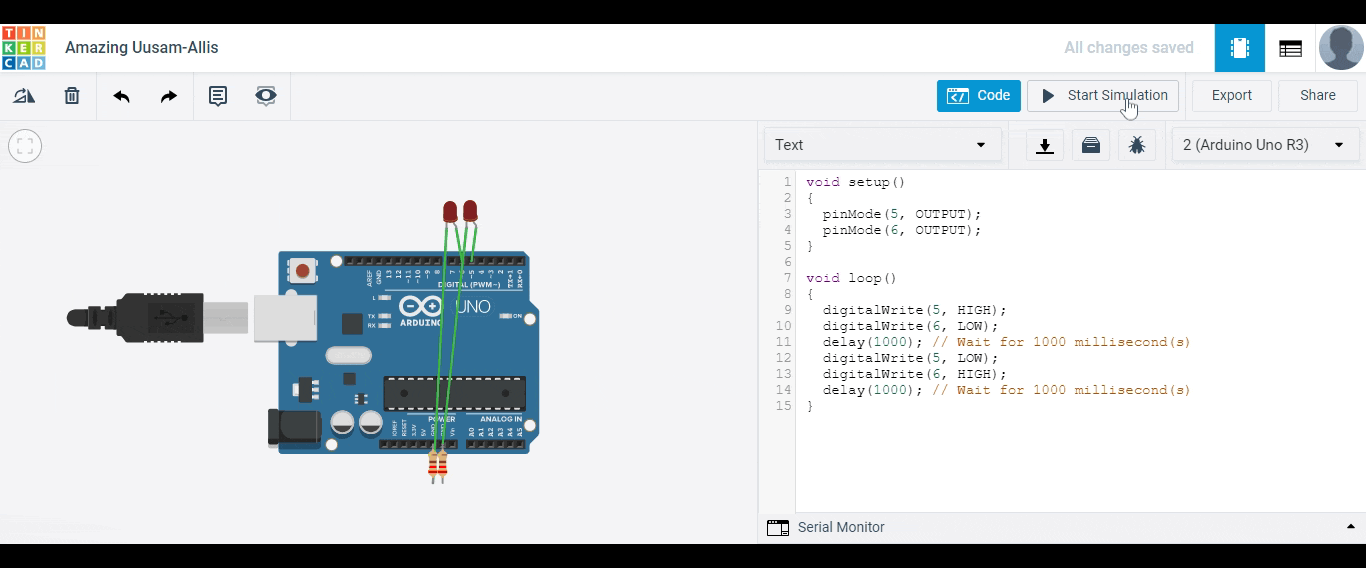 TIN
KER
CAD
Amazing Uusam-Allis
All changes saved
Code
Start Simulation
Export
Share
Text
2 (Arduino Uno R3)
1 void setup()
2 {
3 pinMode(5, OUTPUT);
4 pinMode(6, OUTPUT);
5 }
6
7 void loop()
8 {
9 digitalWrite(5, HIGH);
10 digitalWrite(6, LOW);
11 delay(1000); // Wait for 1000 millisecond(s)
12 digitalWrite(5, LOW);
13 digitalWrite(6, HIGH);
14 delay(1000); // Wait for 1000 millisecond(s)
15 }
Serial Monitor
AREF
GND
13
12
~11
~10
~9
8
7
~5
4
~3
2
TX→1
RX←0
DIGITAL (PWM~)
L
TX
RX
ARDUINO
UNO
ON
POWER
ANALOG IN
IOREF
RESET
3.3V
5V
Vin
A0
A1
A2
A3
A4
A5